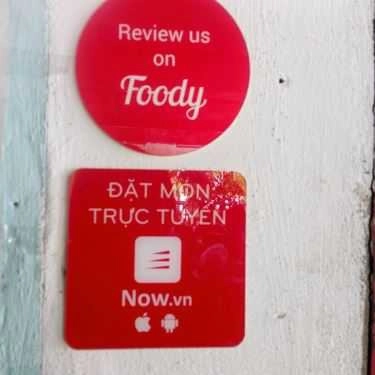 Review us
on
Foody
ĐẶT MÓN
TRỰC TUYẾN
Now.vn